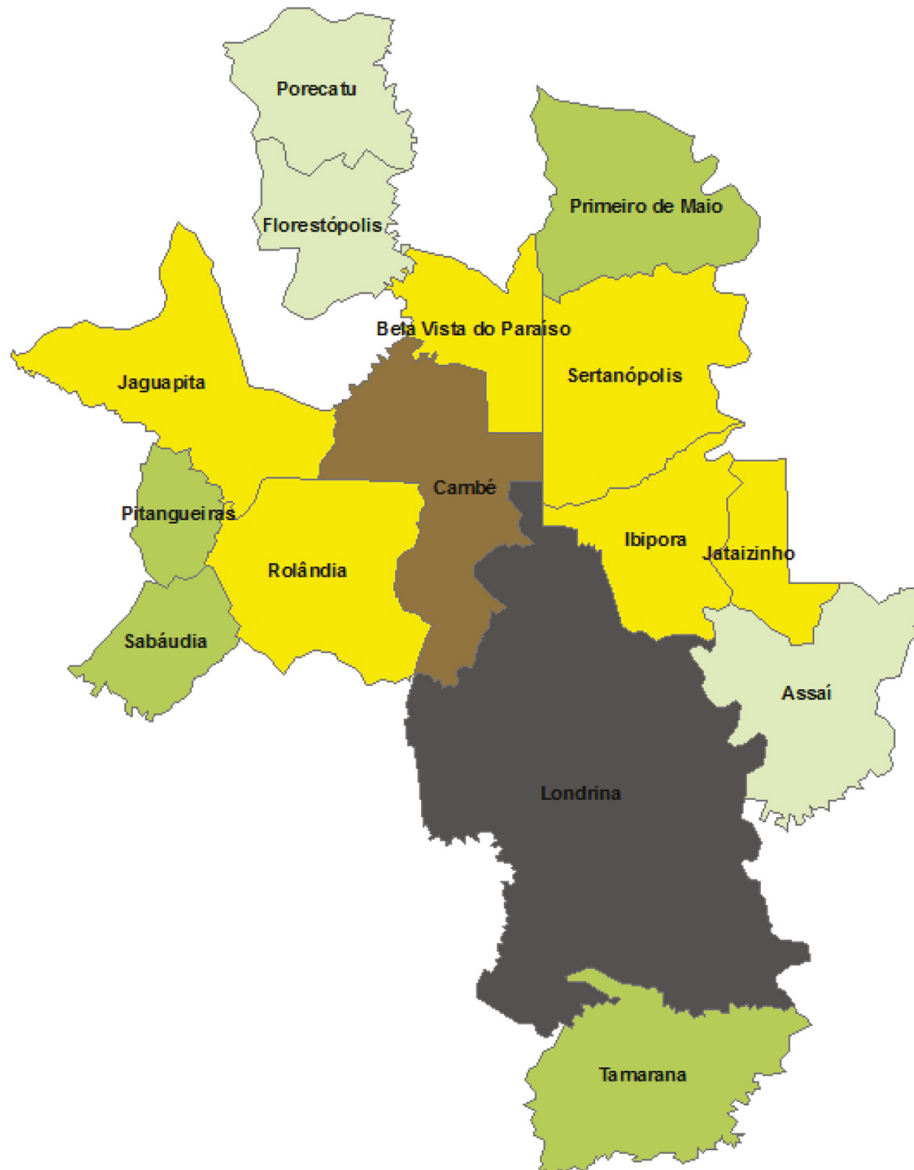 Porecatu
Primeiro de Maio
Florestópolis
Bela Vista do Paraíso
Sertanópolis
Jaguapita
Cambé
Pitangueiras
Ibipora
Jataizinho
Rolândia
Sabáudia
Assaí
Londrina
Tamarana